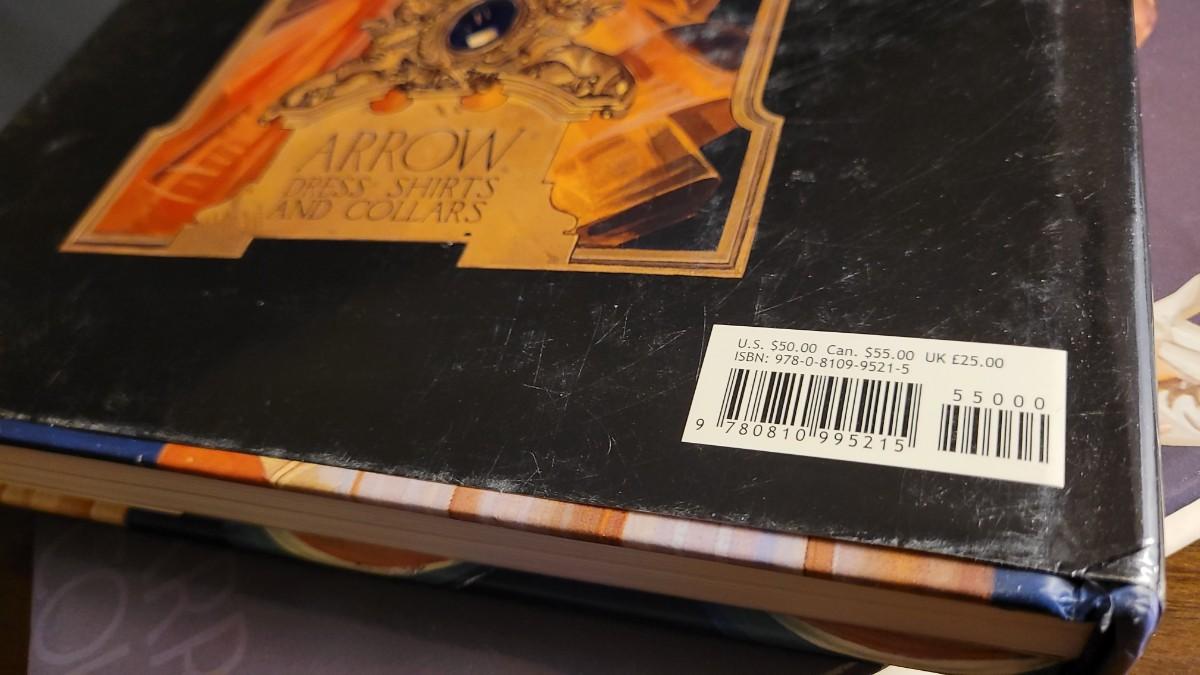 ARROW
DRESS SHIRTS
AND COLLARS
U.S. $50.00 Can. $55.00 UK £25.00
ISBN: 978-0-8109-9521-5
55000
9 780810 995215